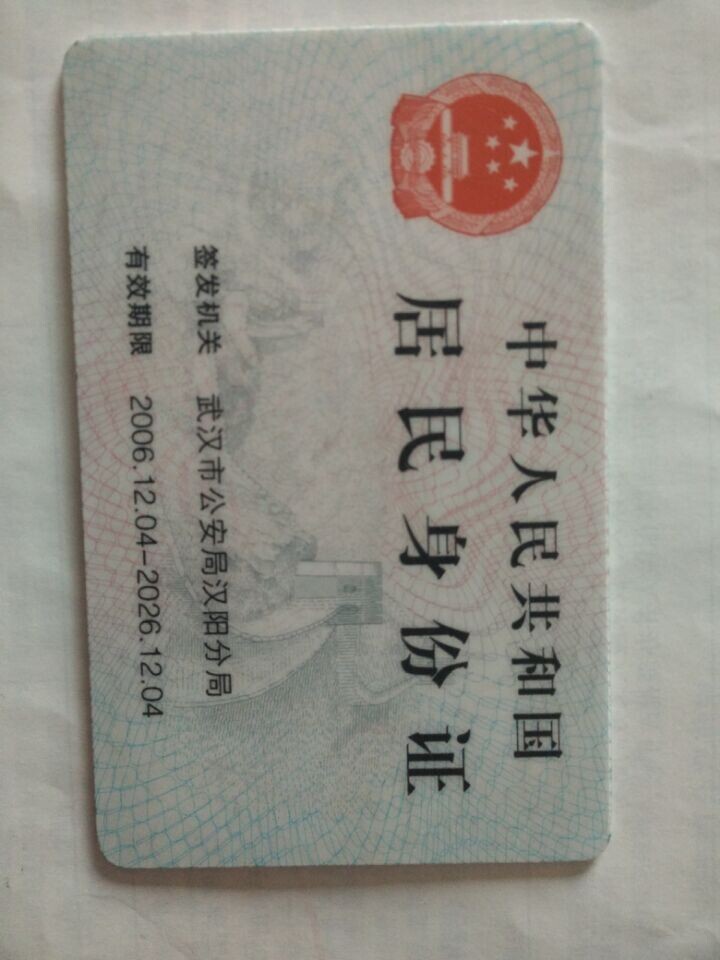 中华人民共和国
居民身份证
签发机关 武汉市公安局汉阳分局
有效期限 2006.12.04-2026.12.04